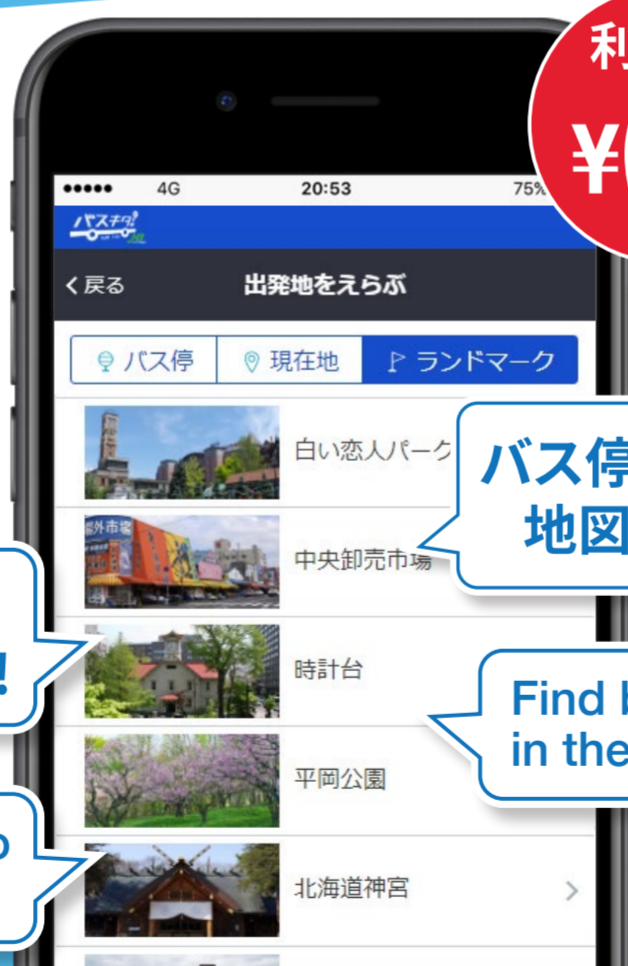 利
¥
4G
20:53
75%
バスチカ!
戻る
出発地をえらぶ
バス停
現在地
ランドマーク
白い恋人パーク
バス停
地図
場外市場
中央卸売市場
!
時計台
Find
in the
平岡公園
北海道神宮